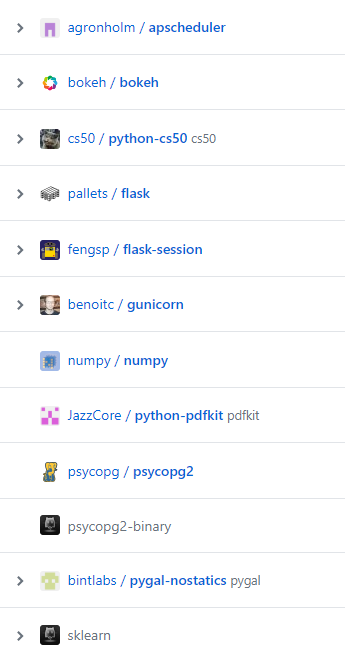 agronholm / apscheduler
bokeh / bokeh
cs50 / python-cs50 cs50
pallets / flask
fengsp / flask-session
benoitc / gunicorn
numpy / numpy
JazzCore / python-pdfkit pdfkit
psycopg / psycopg2
psycopg2-binary
bintlabs / pygal-nostatics pygal
sklearn